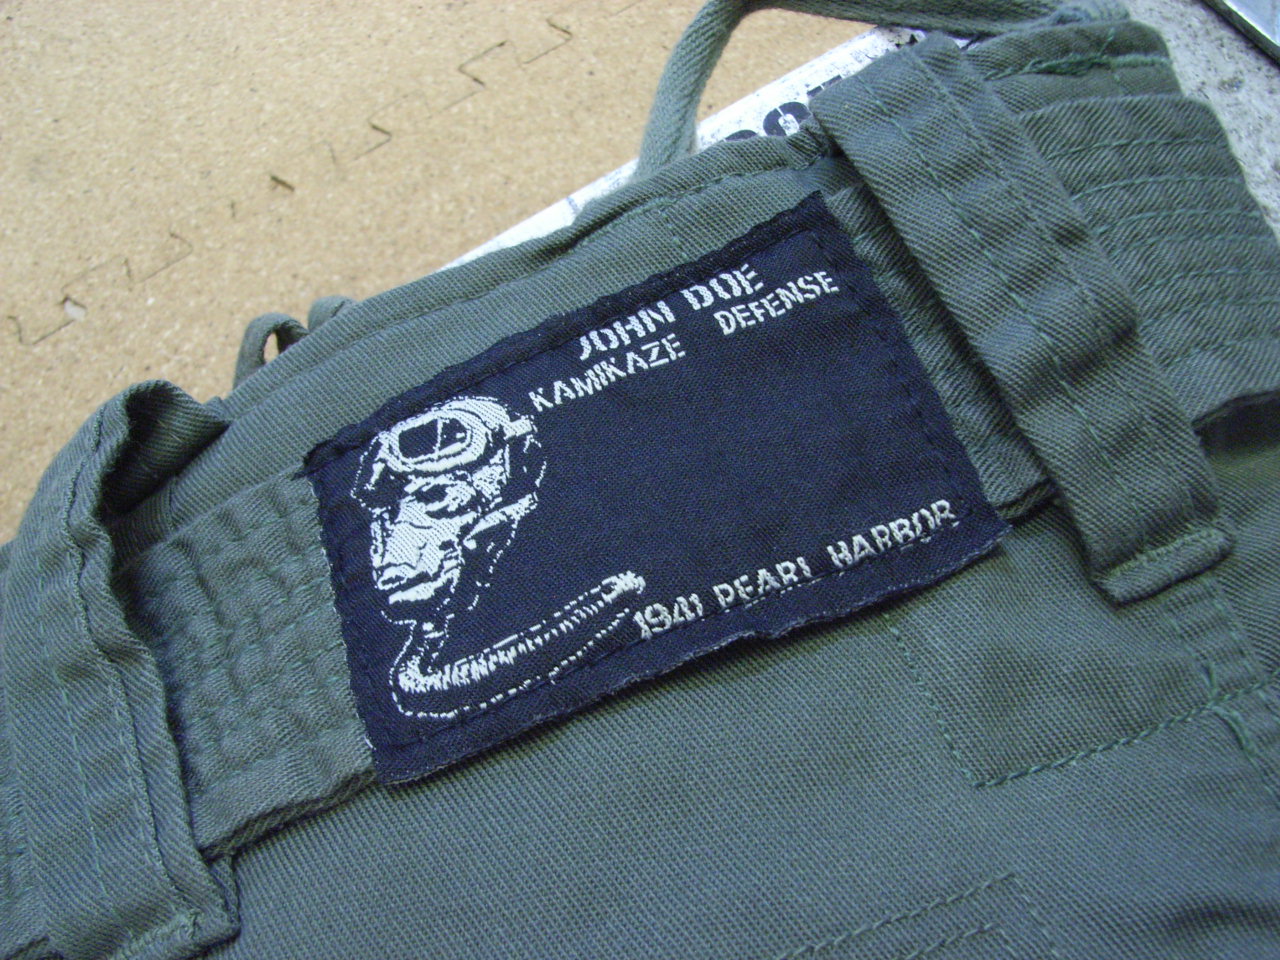 JOHN DOE
KAMIKAZE DEFENSE
1941 PEARL HARBOR